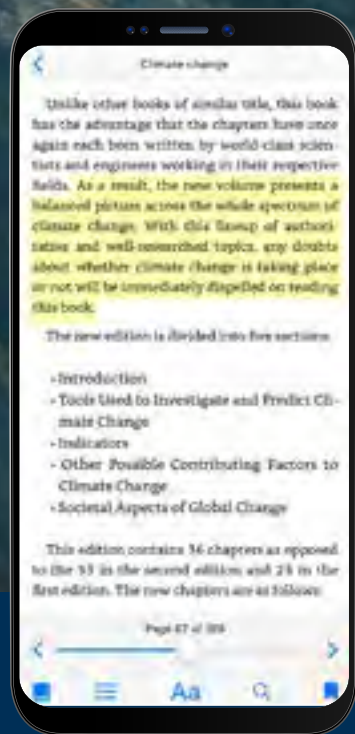 Climate change
Unlike other books of similar title, this book
has the advantage that the chapters have once
again each been written by world-class scien-
tists and engineers working in their respective
fields. As a result, the new volume presents a
balanced picture across the whole spectrum of
climate change. With this lineup of authori-
tative and well-researched topics, any doubts
about whether climate change is taking place
or not will be immediately dispelled on reading
this book.
The new edition is divided into five sections
• Introduction
• Tools Used to Investigate and Predict Cli-
mate Change
• Indicators
• Other Possible Contributing Factors to
Climate Change
• Societal Aspects of Global Change
This edition contains 36 chapters as opposed
to the in the second edition and in the
first edition. The new chapters are as follows:
Page of
Aa